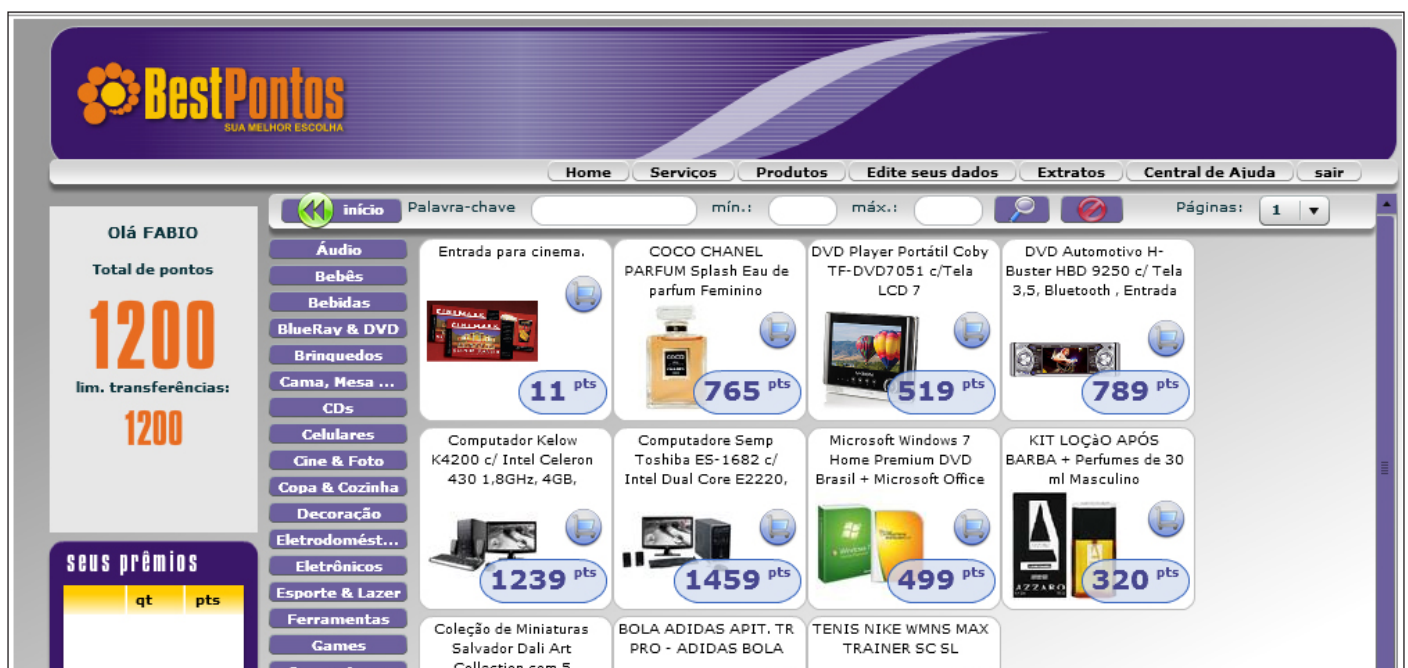 BestPontos
SUA MELHOR ESCOLHA
Home
Serviços
Produtos
Edite seus dados
Extratos
Central de Ajuda
sair
início
Palavra-chave
mín.:
máx.:
Páginas:
1
Olá FABIO
Total de pontos
1200
lim. transferências:
1200
seus prêmios
qt
pts
Áudio
Bebês
Bebidas
BlueRay & DVD
Brinquedos
Cama, Mesa ...
CDs
Celulares
Cine & Foto
Copa & Cozinha
Decoração
Eletrodomést...
Eletrônicos
Esporte & Lazer
Ferramentas
Games
Entrada para cinema.
CINEMARK
11 pts
COCO CHANEL
PARFUM Splash Eau de
parfum Feminino
COCO
765 pts
DVD Player Portátil Coby
TF-DVD7051 c/Tela
LCD 7
519 pts
DVD Automotivo H-
Buster HBD 9250 c/ Tela
3,5, Bluetooth , Entrada
789 pts
Computador Kelow
K4200 c/ Intel Celeron
430 1,8GHz, 4GB,
1239 pts
Computadore Semp
Toshiba ES-1682 c/
Intel Dual Core E2220,
1459 pts
Microsoft Windows 7
Home Premium DVD
Brasil + Microsoft Office
499 pts
KIT LOÇàO APÓS
BARBA + Perfumes de 30
ml Masculino
AZZARO
320 pts
Coleção de Miniaturas
Salvador Dali Art
Collection com 5
BOLA ADIDAS APIT. TR
PRO - ADIDAS BOLA
TENIS NIKE WMNS MAX
TRAINER SC SL